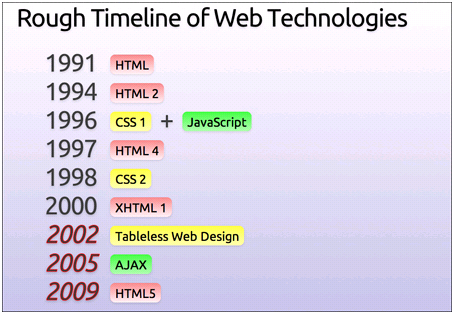 Rough Timeline of Web Technologies
1991 HTML
1994 HTML 2
1996 CSS 1 + JavaScript
1997 HTML 4
1998 CSS 2
2000 XHTML 1
2002 Tableless Web Design
2005 AJAX
2009 HTML5